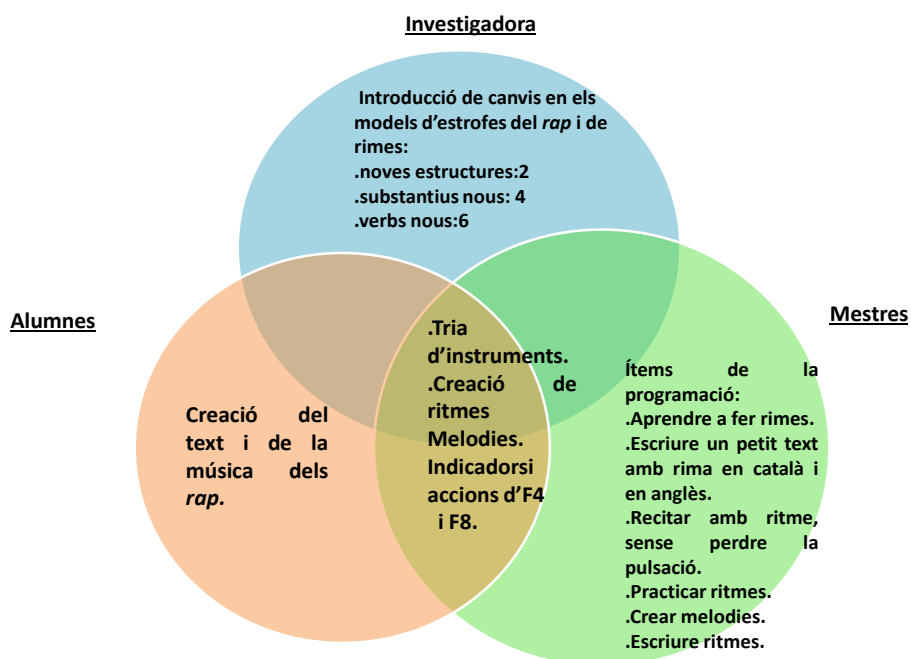 Investigadora
Introducció de canvis en els
models d'estrofes del rap i de
rimes:
.noves estructures:2
.substantius nous: 4
.verbs nous:6
Alumnes
Mestres
.Tria
d'instruments.
.Creació de
ritmes
Melodies.
Indicadorsi
accions d'F4
i F8.
Creació del
text i de la
música dels
rap.
Ítems de la
programació:
.Aprendre a fer rimes.
.Escriure un petit text
amb rima en català i
en anglès.
.Recitar amb ritme,
sense perdre la
pulsació.
.Practicar ritmes.
.Crear melodies.
.Escriure ritmes.